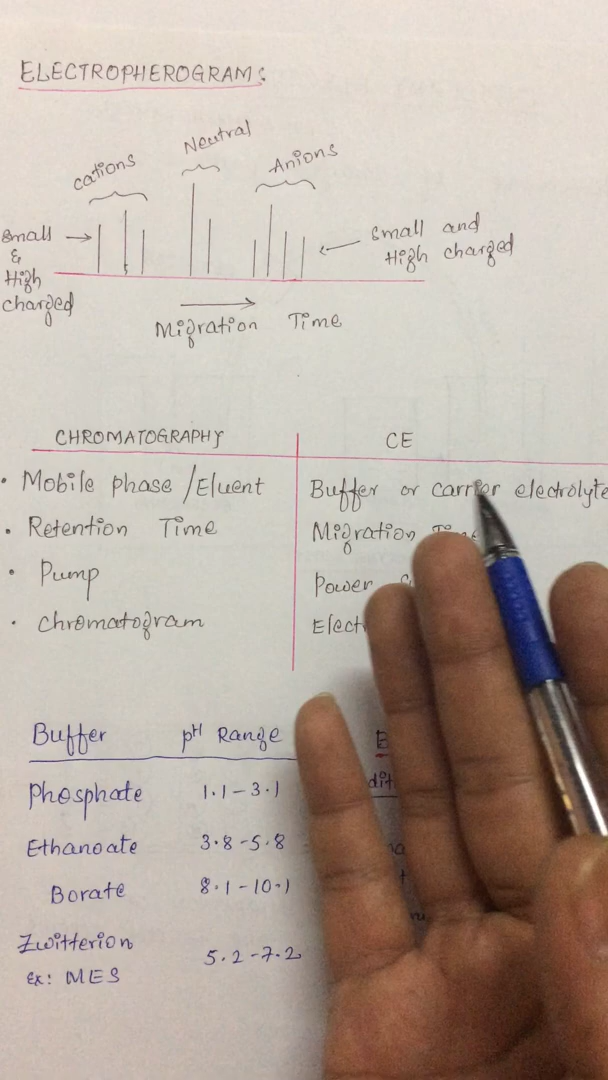 ELECTROPHEROGRAM:
cations
Neutral
Anions
Small
&
High
charged
Small and
High charged
Migration Time
CHROMATOGRAPHY CE
• Mobile phase/Eluent Buffer or carrier electrolyte
• Retention Time Migration Time
• Pump Power
• Chromatogram
Buffer pH Range
Phosphate 1.1-3.1
Ethanoate 3.8-5.8
Borate 8.1-10.1
Zwitterion 5.2-7.2
Ex: MES